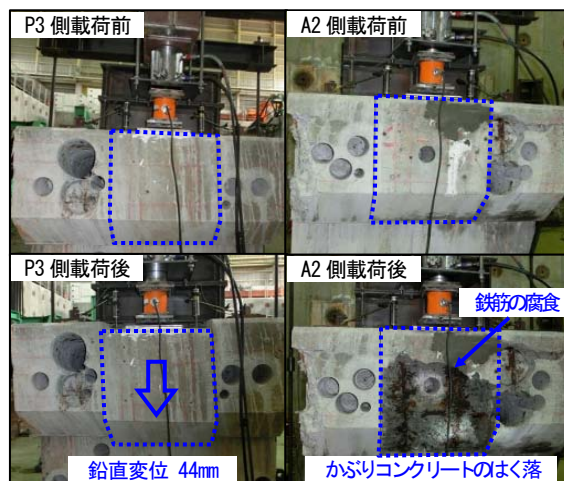 P3 側載荷前
A2 側載荷前
P3 側載荷後
鉛直変位 44mm
A2 側載荷後
鉄筋の腐食
かぶりコンクリートのはく落